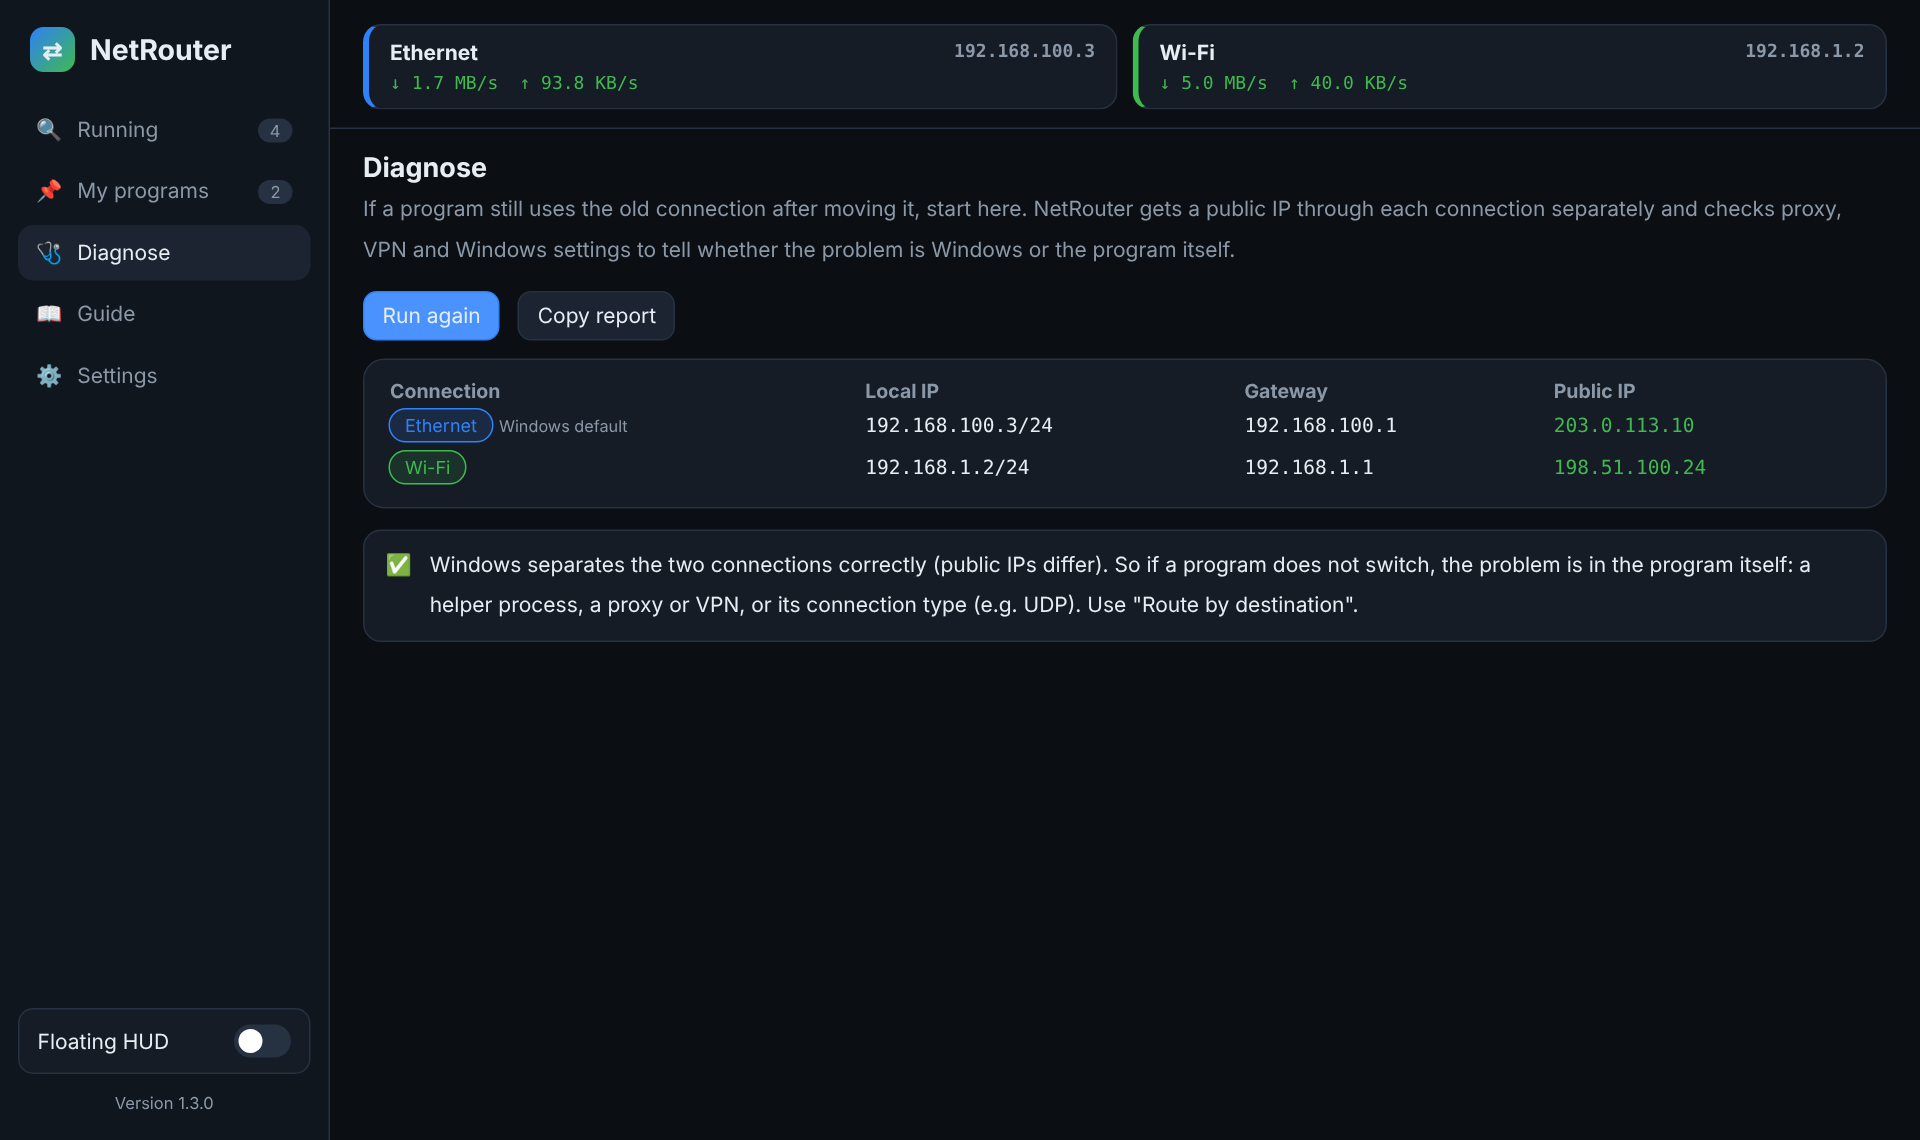 NetRouter
Running 4
My programs 2
Diagnose
Guide
Settings
Floating HUD
Version 1.3.0
Ethernet 192.168.100.3
↓ 1.7 MB/s ↑ 93.8 KB/s
Wi-Fi 192.168.1.2
↓ 5.0 MB/s ↑ 40.0 KB/s
Diagnose
If a program still uses the old connection after moving it, start here. NetRouter gets a public IP through each connection separately and checks proxy,
VPN and Windows settings to tell whether the problem is Windows or the program itself.
Run again Copy report
Connection Local IP Gateway Public IP
Ethernet Windows default 192.168.100.3/24 192.168.100.1 203.0.113.10
Wi-Fi 192.168.1.2/24 192.168.1.1 198.51.100.24
Windows separates the two connections correctly (public IPs differ). So if a program does not switch, the problem is in the program itself: a
helper process, a proxy or VPN, or its connection type (e.g. UDP). Use "Route by destination".